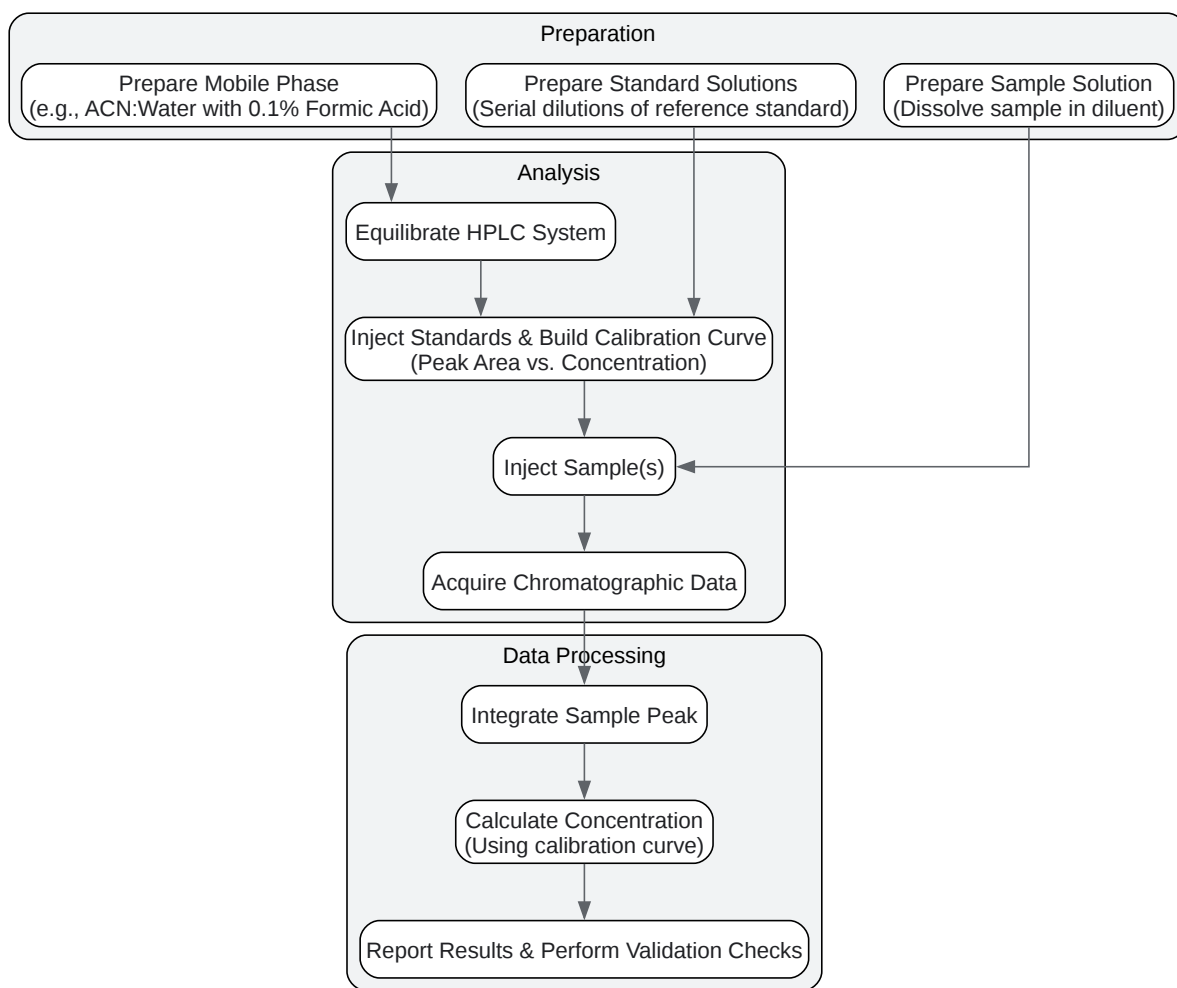 Preparation
Prepare Mobile Phase
(e.g., ACN:Water with 0.1% Formic Acid)
Prepare Standard Solutions
(Serial dilutions of reference standard)
Prepare Sample Solution
(Dissolve sample in diluent)
Analysis
Equilibrate HPLC System
Inject Standards & Build Calibration Curve
(Peak Area vs. Concentration)
Inject Sample(s)
Acquire Chromatographic Data
Data Processing
Integrate Sample Peak
Calculate Concentration
(Using calibration curve)
Report Results & Perform Validation Checks